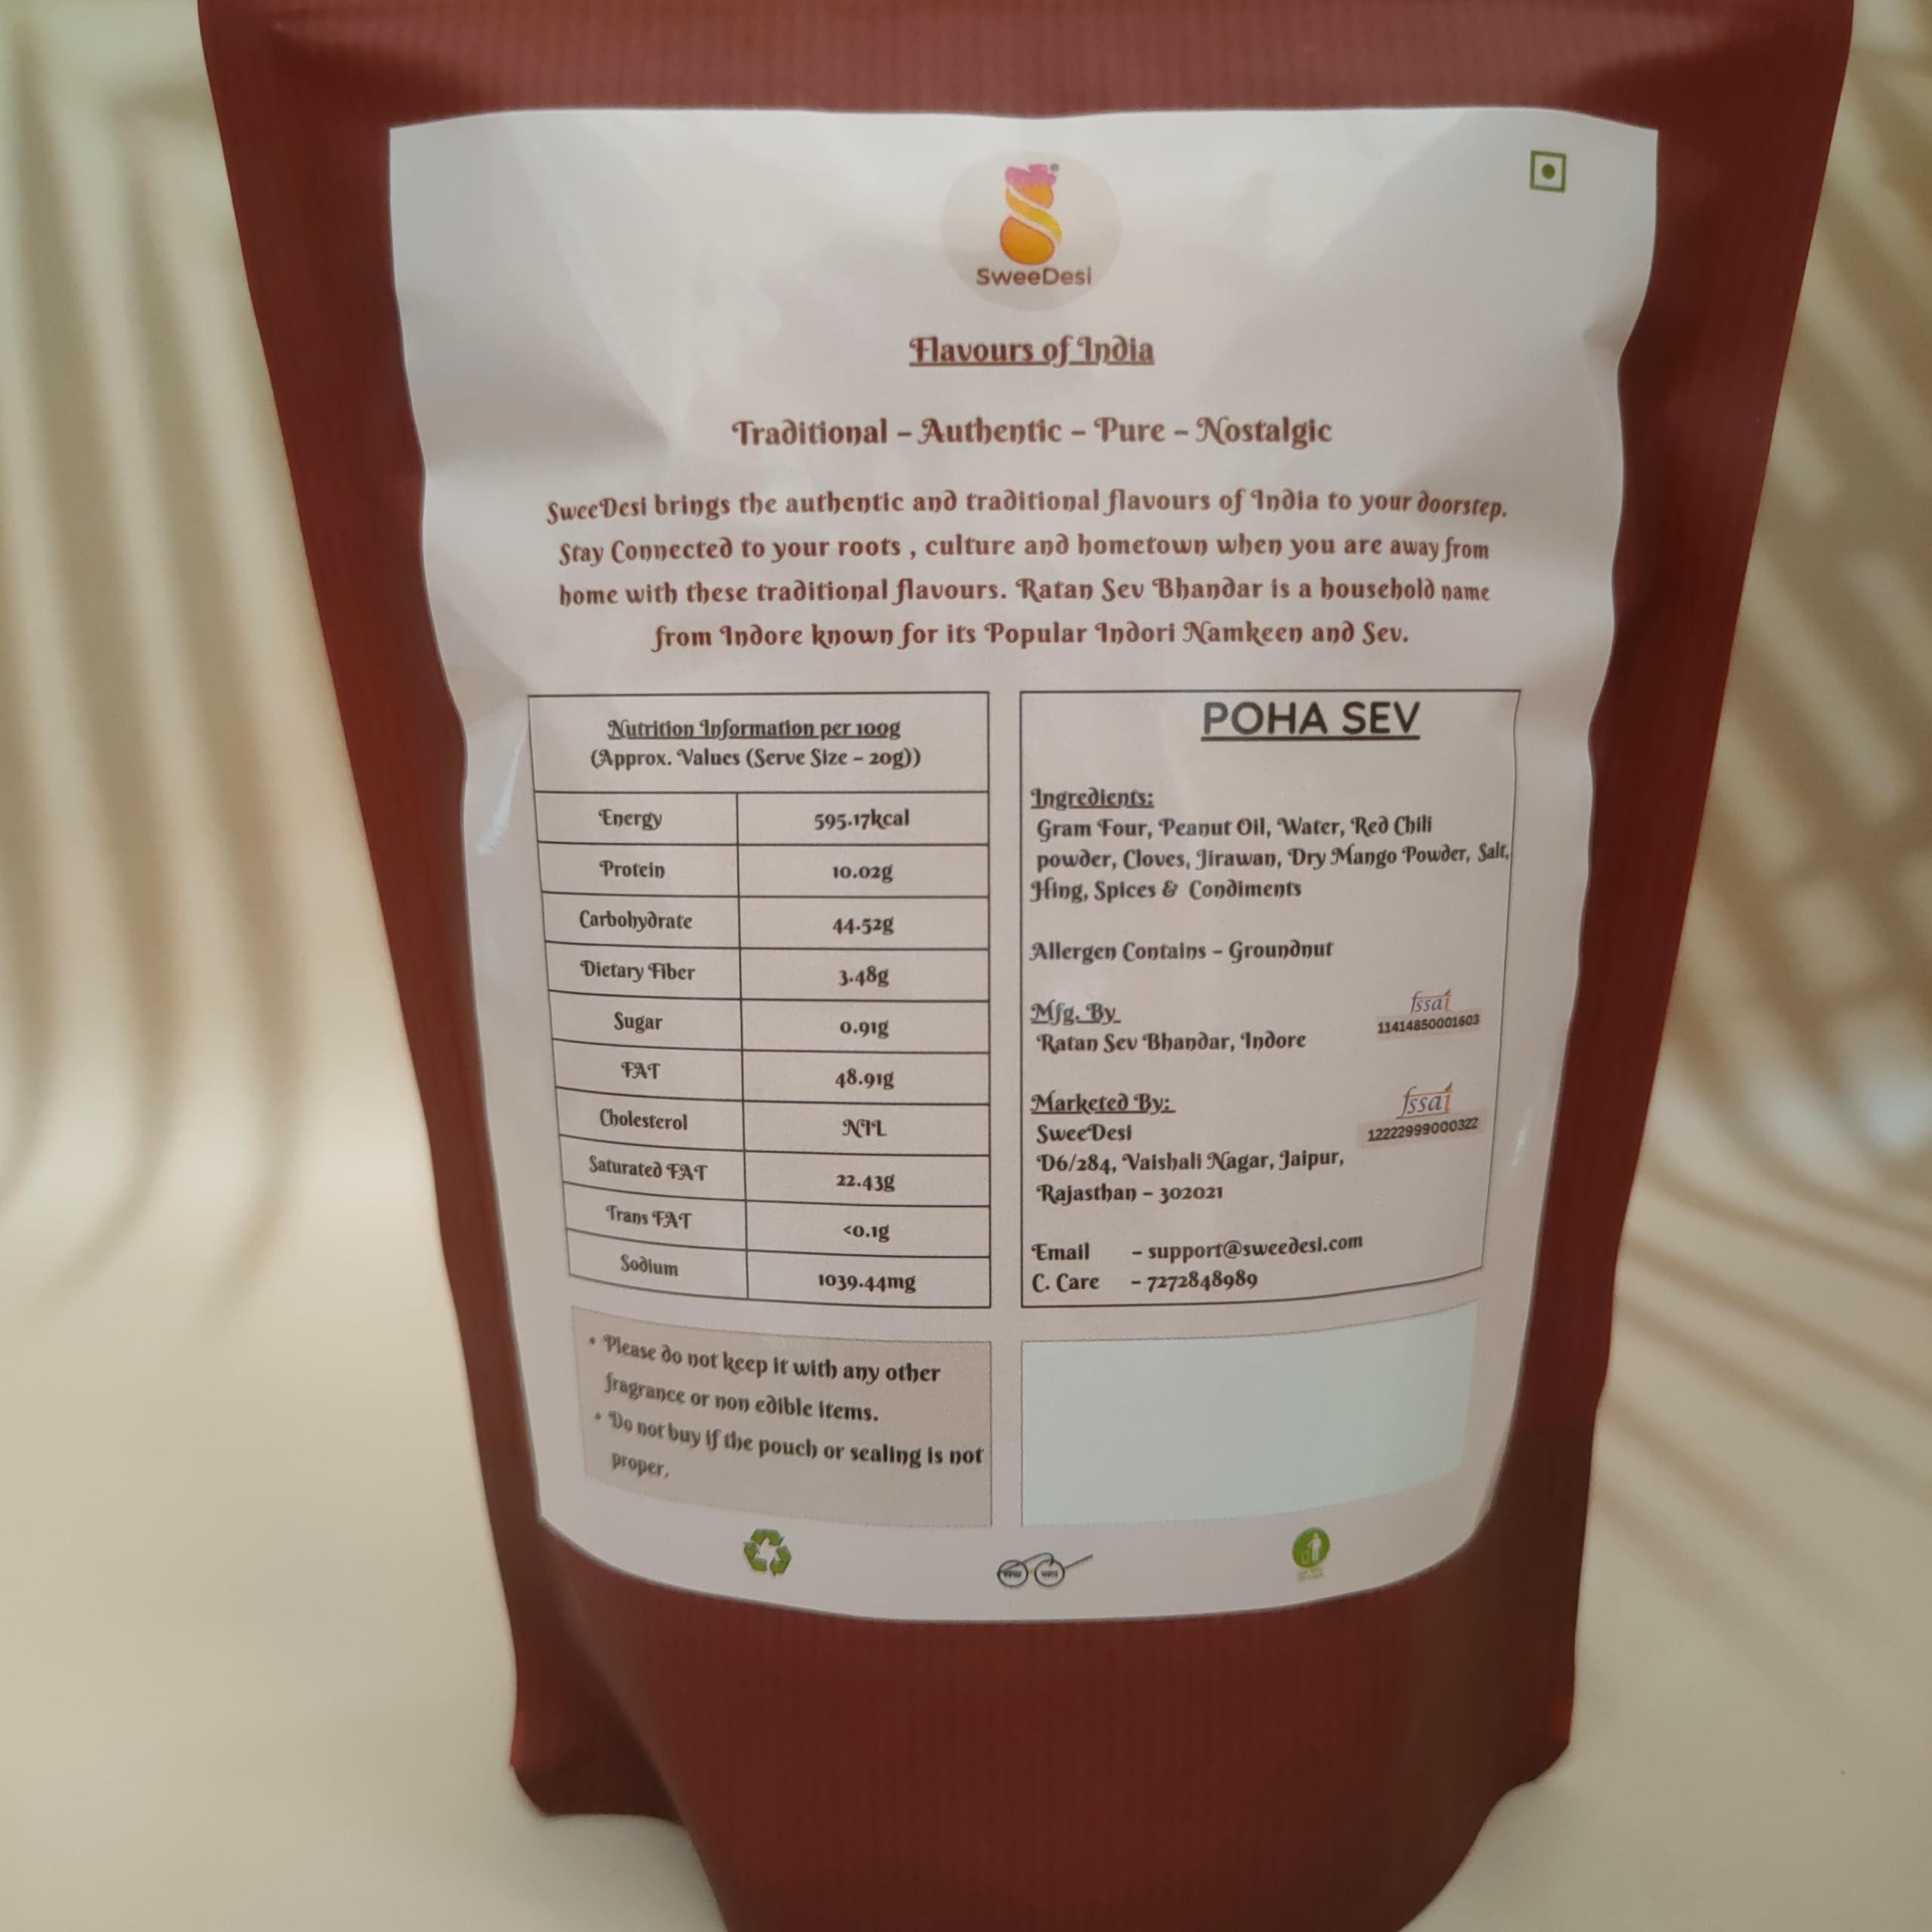 SweeDesi
Flavours of India
Traditional – Authentic – Pure – Nostalgic
SweeDesi brings the authentic and traditional flavours of India to your doorstep.
Stay Connected to your roots , culture and hometown when you are away from
home with these traditional flavours. Ratan Sev Bhandar is a household name
from Indore known for its Popular Indori Namkeen and Sev.
Nutrition Information per 100g
(Approx. Values (Serve Size – 20g))
Energy 595.17kcal
Protein 10.02g
Carbohydrate 44.52g
Dietary Fiber 3.48g
Sugar 0.91g
FAT 48.91g
Cholesterol NIL
Saturated FAT 22.43g
Trans FAT <0.1g
Sodium 1039.44mg
POHA SEV
Ingredients:
Gram Four, Peanut Oil, Water, Red Chili
powder, Cloves, Jirawan, Dry Mango Powder, Salt,
Hing, Spices & Condiments
Allergen Contains – Groundnut
Mfg. By
Ratan Sev Bhandar, Indore
fssai
11414850001603
Marketed By:
SweeDesi
D6/284, Vaishali Nagar, Jaipur,
Rajasthan – 302021
fssai
12222999000322
Email – support@sweedesi.com
C. Care – 7272848989
• Please do not keep it with any other
fragrance or non edible items.
• Do not buy if the pouch or sealing is not
proper.